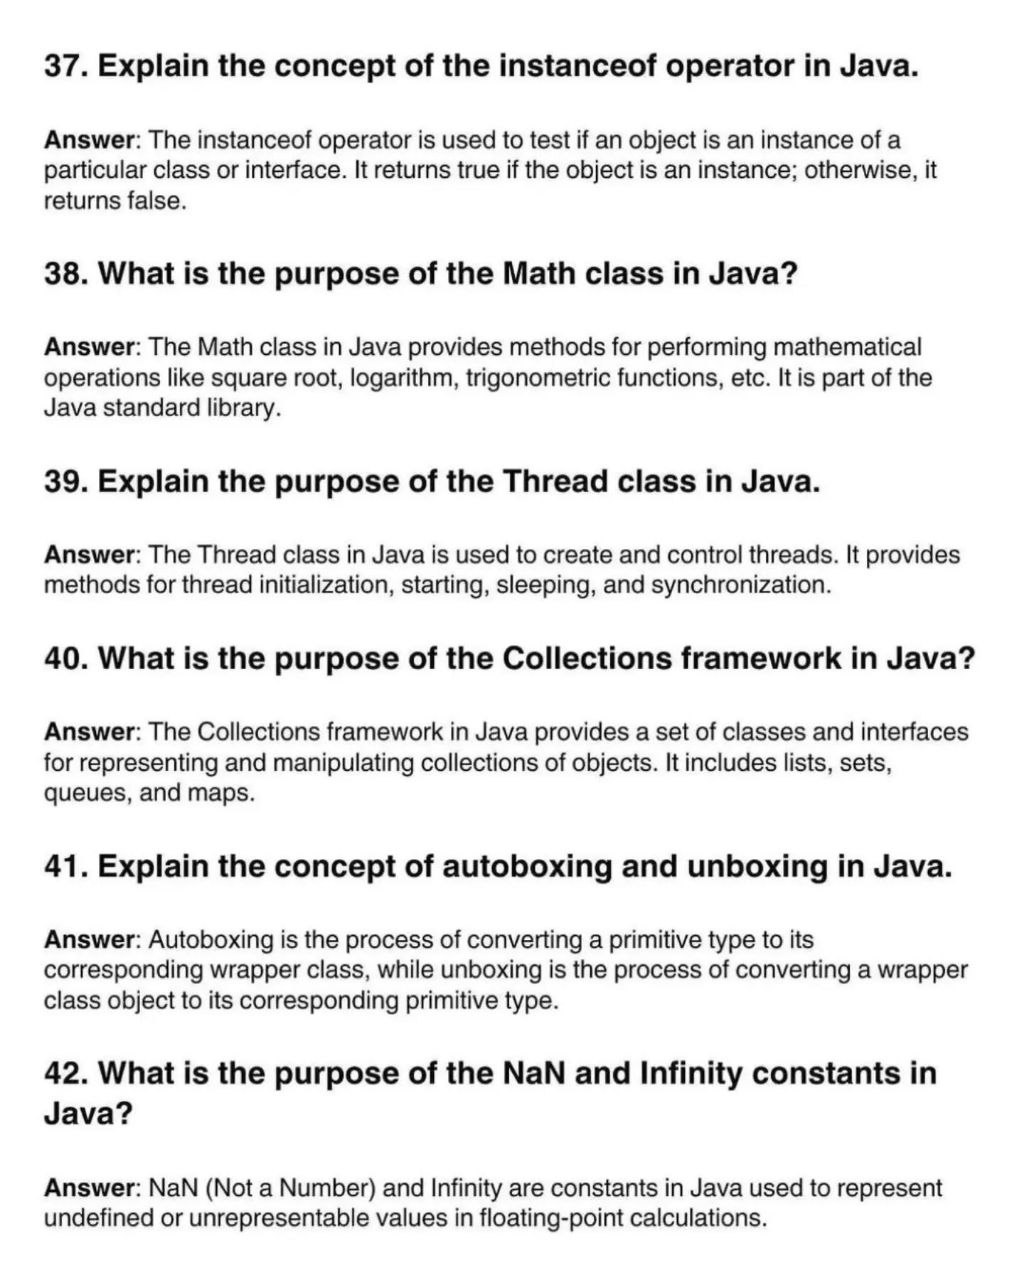 37. Explain the concept of the instanceof operator in Java.
Answer: The instanceof operator is used to test if an object is an instance of a
particular class or interface. It returns true if the object is an instance; otherwise, it
returns false.
38. What is the purpose of the Math class in Java?
Answer: The Math class in Java provides methods for performing mathematical
operations like square root, logarithm, trigonometric functions, etc. It is part of the
Java standard library.
39. Explain the purpose of the Thread class in Java.
Answer: The Thread class in Java is used to create and control threads. It provides
methods for thread initialization, starting, sleeping, and synchronization.
40. What is the purpose of the Collections framework in Java?
Answer: The Collections framework in Java provides a set of classes and interfaces
for representing and manipulating collections of objects. It includes lists, sets,
queues, and maps.
41. Explain the concept of autoboxing and unboxing in Java.
Answer: Autoboxing is the process of converting a primitive type to its
corresponding wrapper class, while unboxing is the process of converting a wrapper
class object to its corresponding primitive type.
42. What is the purpose of the NaN and Infinity constants in
Java?
Answer: NaN (Not a Number) and Infinity are constants in Java used to represent
undefined or unrepresentable values in floating-point calculations.